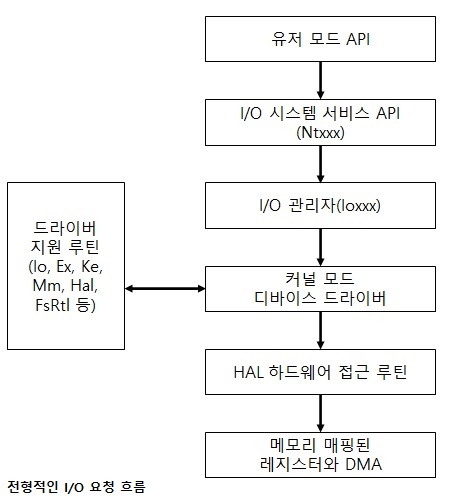 유저 모드 API
I/O 시스템 서비스 API
(Ntxxx)
I/O 관리자(Ioxxx)
드라이버
지원 루틴
(Io, Ex, Ke,
Mm, Hal,
FsRtl 등)
커널 모드
디바이스 드라이버
HAL 하드웨어 접근 루틴
메모리 매핑된
레지스터와 DMA
전형적인 I/O 요청 흐름